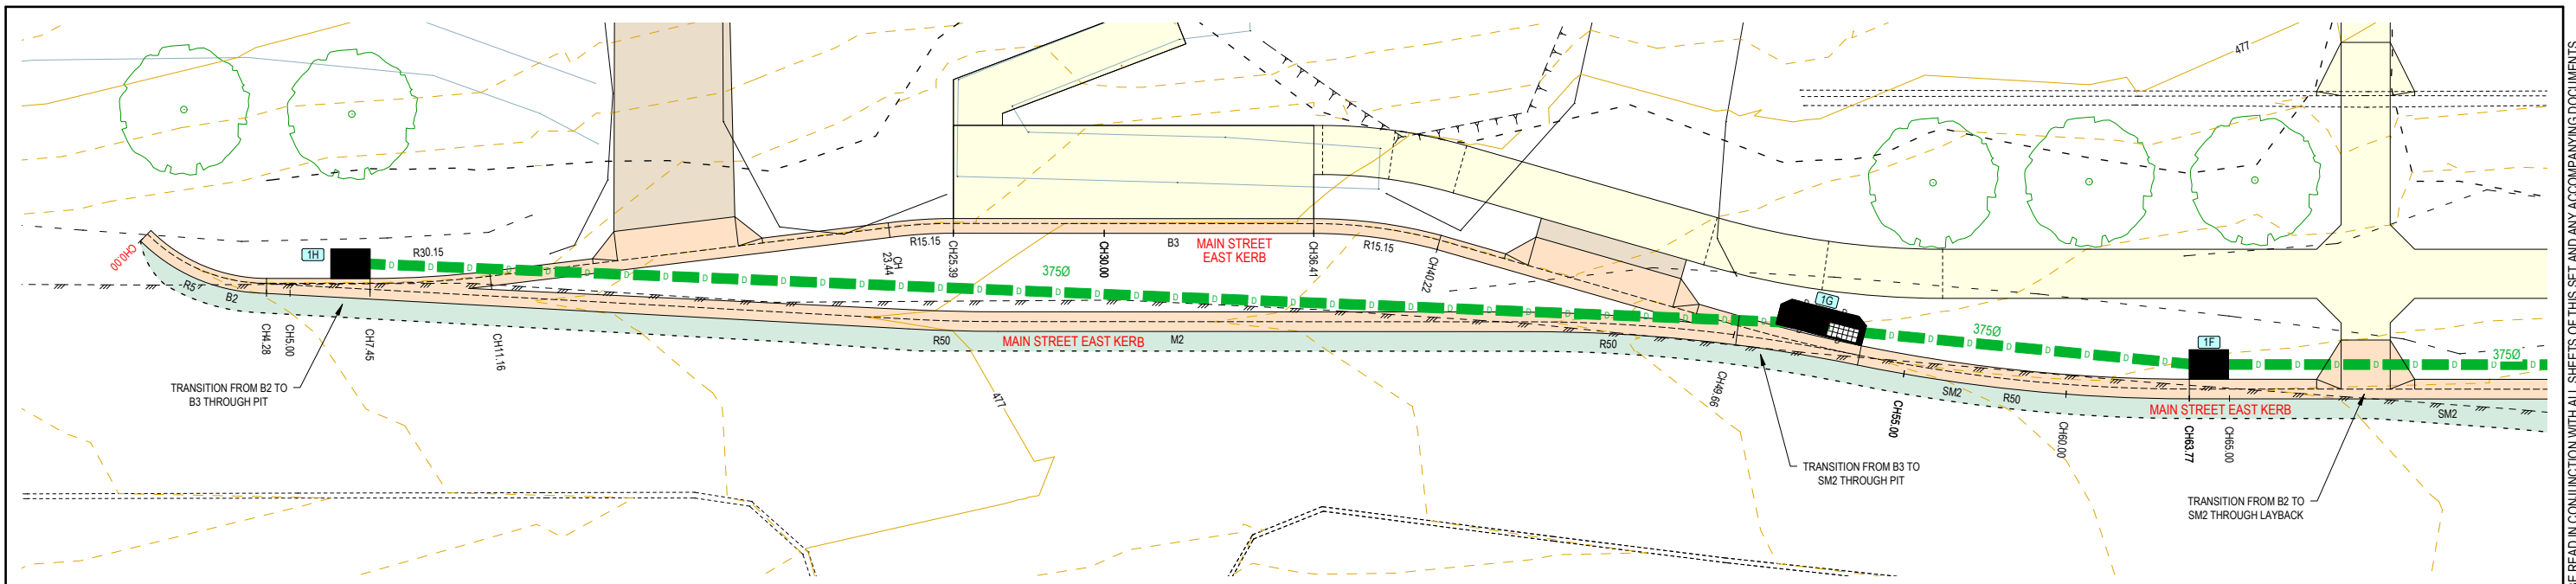 477
CH0.00
1H
R30.15
R5
B2
CH4.28
CH5.00
CH7.45
CH11.16
TRANSITION FROM B2 TO
B3 THROUGH PIT
CH
23.44
R15.15
CH25.39
CH30.00
B3
MAIN STREET
EAST KERB
375Ø
CH36.41
R15.15
CH40.22
R50
MAIN STREET EAST KERB
M2
R50
477
CH49.66
1G
TRANSITION FROM B3 TO
SM2 THROUGH PIT
CH55.00
375Ø
SM2
R50
CH60.00
1F
MAIN STREET EAST KERB
CH63.77
CH65.00
375Ø
SM2
TRANSITION FROM B2 TO
SM2 THROUGH LAYBACK
BE READ IN CONJUNCTION WITH ALL SHEETS OF THIS SET AND ANY ACCOMPANYING DOCUMENTS